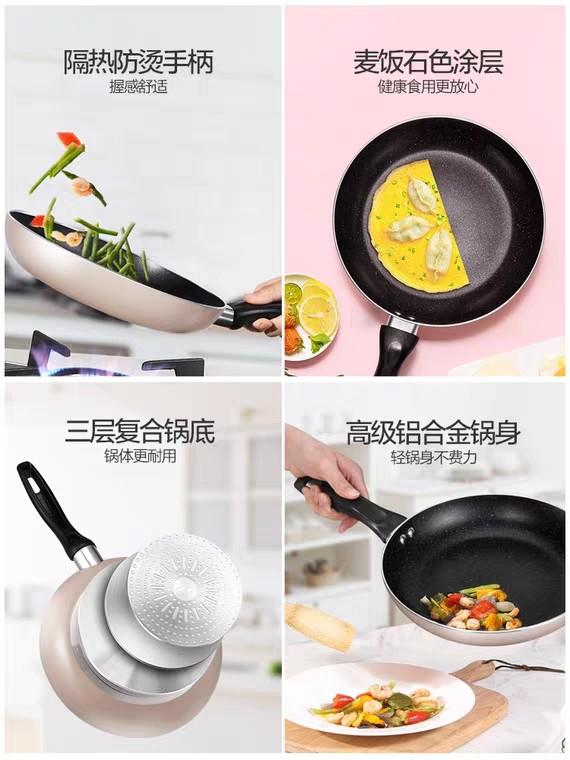 隔热防烫手柄
握感舒适
麦饭石色涂层
健康食用更放心
三层复合锅底
锅体更耐用
高级铝合金锅身
轻锅身不费力